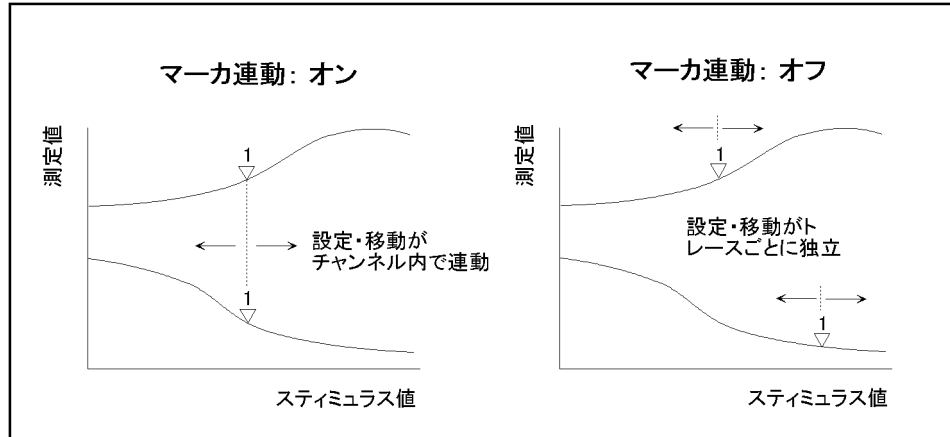 マーカ連動： オン
測定値
1
設定・移動が
チャンネル内で連動
1
スティミュラス値
マーカ連動： オフ
測定値
1
設定・移動がト
レースごとに独立
1
スティミュラス値